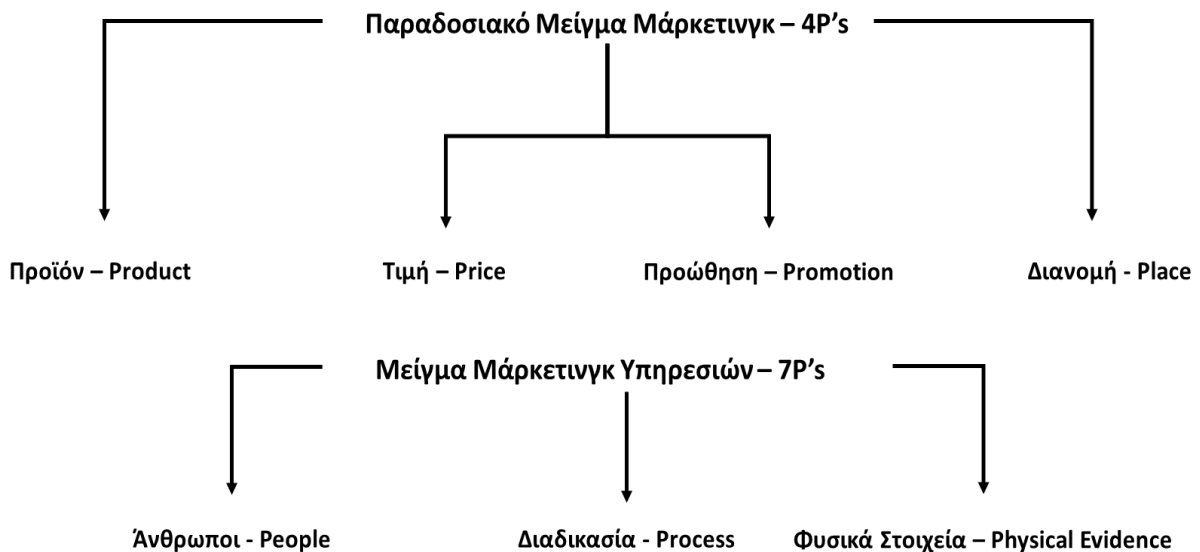 Παραδοσιακό Μείγμα Μάρκετινγκ – 4P’s
Προϊόν – Product
Τιμή – Price
Προώθηση – Promotion
Διανομή - Place
Μείγμα Μάρκετινγκ Υπηρεσιών – 7P’s
Άνθρωποι - People
Διαδικασία - Process
Φυσικά Στοιχεία – Physical Evidence